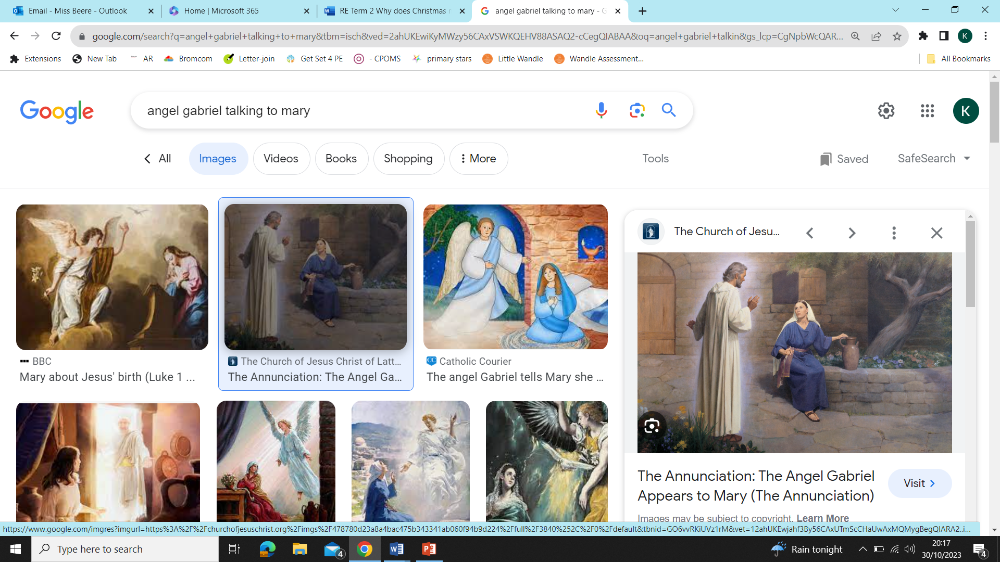 Email - Miss Beere - Outlook
Home | Microsoft 365
RE Term 2 Why does Christmas
angel gabriel talking to mary - G
google.com/search?q=angel+gabriel+talking+to+mary&tbm=isch&ved=2ahUKEwiKyMWzy56CAxVSWKQEHV88ASAQ2-cCegQIABAA&oq=angel+gabriel+talkin&gs_lcp=CgNpbWcQAR...
K
Extensions
New Tab
AR
Bromcom
Letter-join
Get Set 4 PE
- CPOMS
primary stars
Little Wandle
Wandle Assessment...
All Bookmarks
Google
angel gabriel talking to mary
K
All
Images
Videos
Books
Shopping
More
Tools
Saved
SafeSearch
The Church of Jesu...
BBC
Mary about Jesus' birth (Luke 1 ...
The Church of Jesus Christ of Latt...
The Annunciation: The Angel Ga...
CC Catholic Courier
The angel Gabriel tells Mary she ...
The Annunciation: The Angel Gabriel
Appears to Mary (The Annunciation)
Visit
Images may be subject to copyright. Learn More
https://www.google.com/imgres?imgurl=https%3A%2F%2Fchurchofjesuschrist.org%2Fimgs%2F478780d23a8a4bac475b343341ab060f94b9d224%2Ffull%2F3840%252C%2F0%2Fdefault&tbnid=GO6vvRKiUVz1rM&vet=12ahUKEwjahf3By56CAxUTmScCHaUwAxMQMygBegQIARA2..i...
Type here to search
4
Rain tonight
20:17
30/10/2023
4